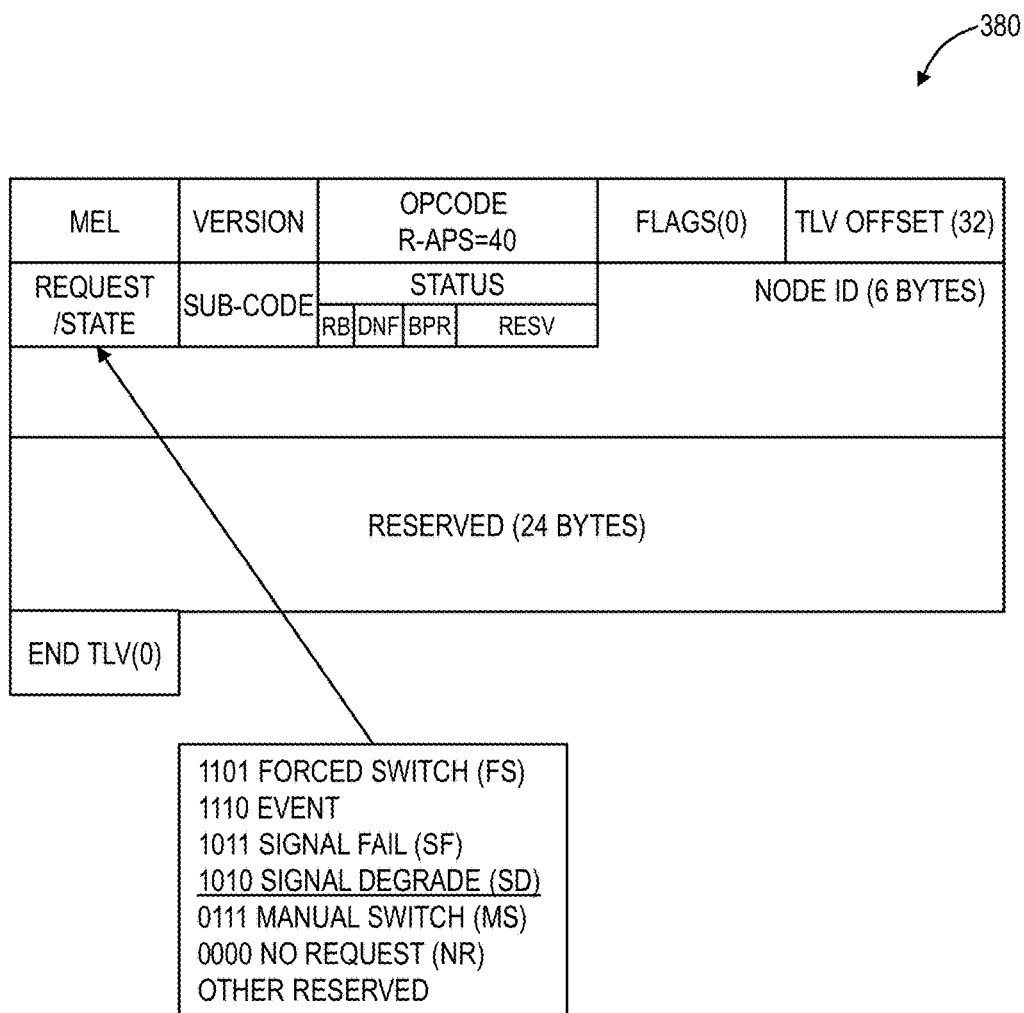 380
MEL
VERSION
OPCODE
R-APS=40
FLAGS(0)
TLV OFFSET (32)
REQUEST
/STATE
SUB-CODE
STATUS
RB
DNF
BPR
RESV
NODE ID (6 BYTES)
RESERVED (24 BYTES)
END TLV(0)
1101 FORCED SWITCH (FS)
1110 EVENT
1011 SIGNAL FAIL (SF)
1010 SIGNAL DEGRADE (SD)
0111 MANUAL SWITCH (MS)
0000 NO REQUEST (NR)
OTHER RESERVED